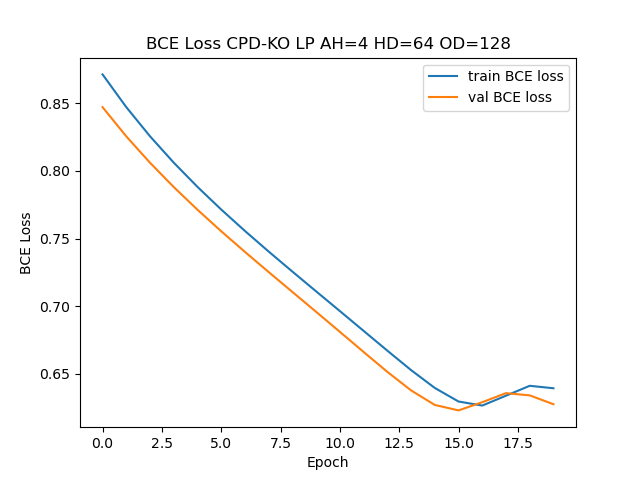 BCE Loss CPD-KO LP AH=4 HD=64 OD=128
train BCE loss
val BCE loss
0.85
0.80
0.75
0.70
0.65
BCE Loss
0.0 2.5 5.0 7.5 10.0 12.5 15.0 17.5
Epoch